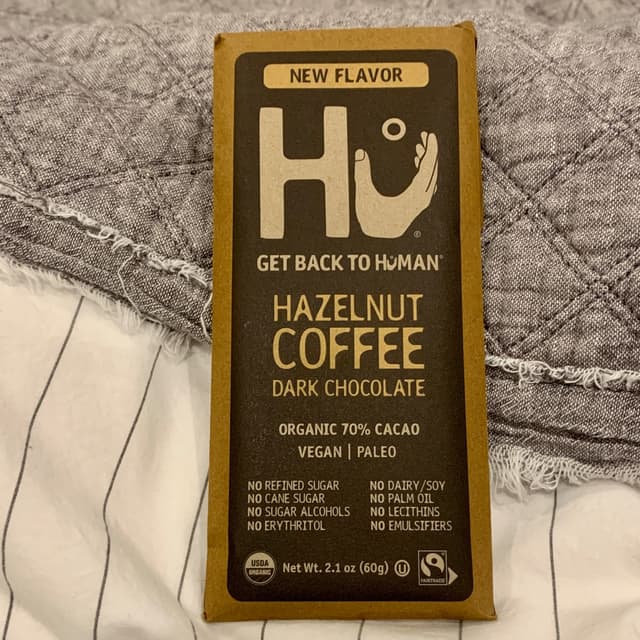 NEW FLAVOR
Hu
GET BACK TO HUMAN®
HAZELNUT
COFFEE
DARK CHOCOLATE
ORGANIC 70% CACAO
VEGAN | PALEO
NO REFINED SUGAR
NO CANE SUGAR
NO SUGAR ALCOHOLS
NO ERYTHRITOL
NO DAIRY/SOY
NO PALM OIL
NO LECITHINS
NO EMULSIFIERS
USDA
ORGANIC
Net Wt. 2.1 oz (60g) U
FAIRTRADE